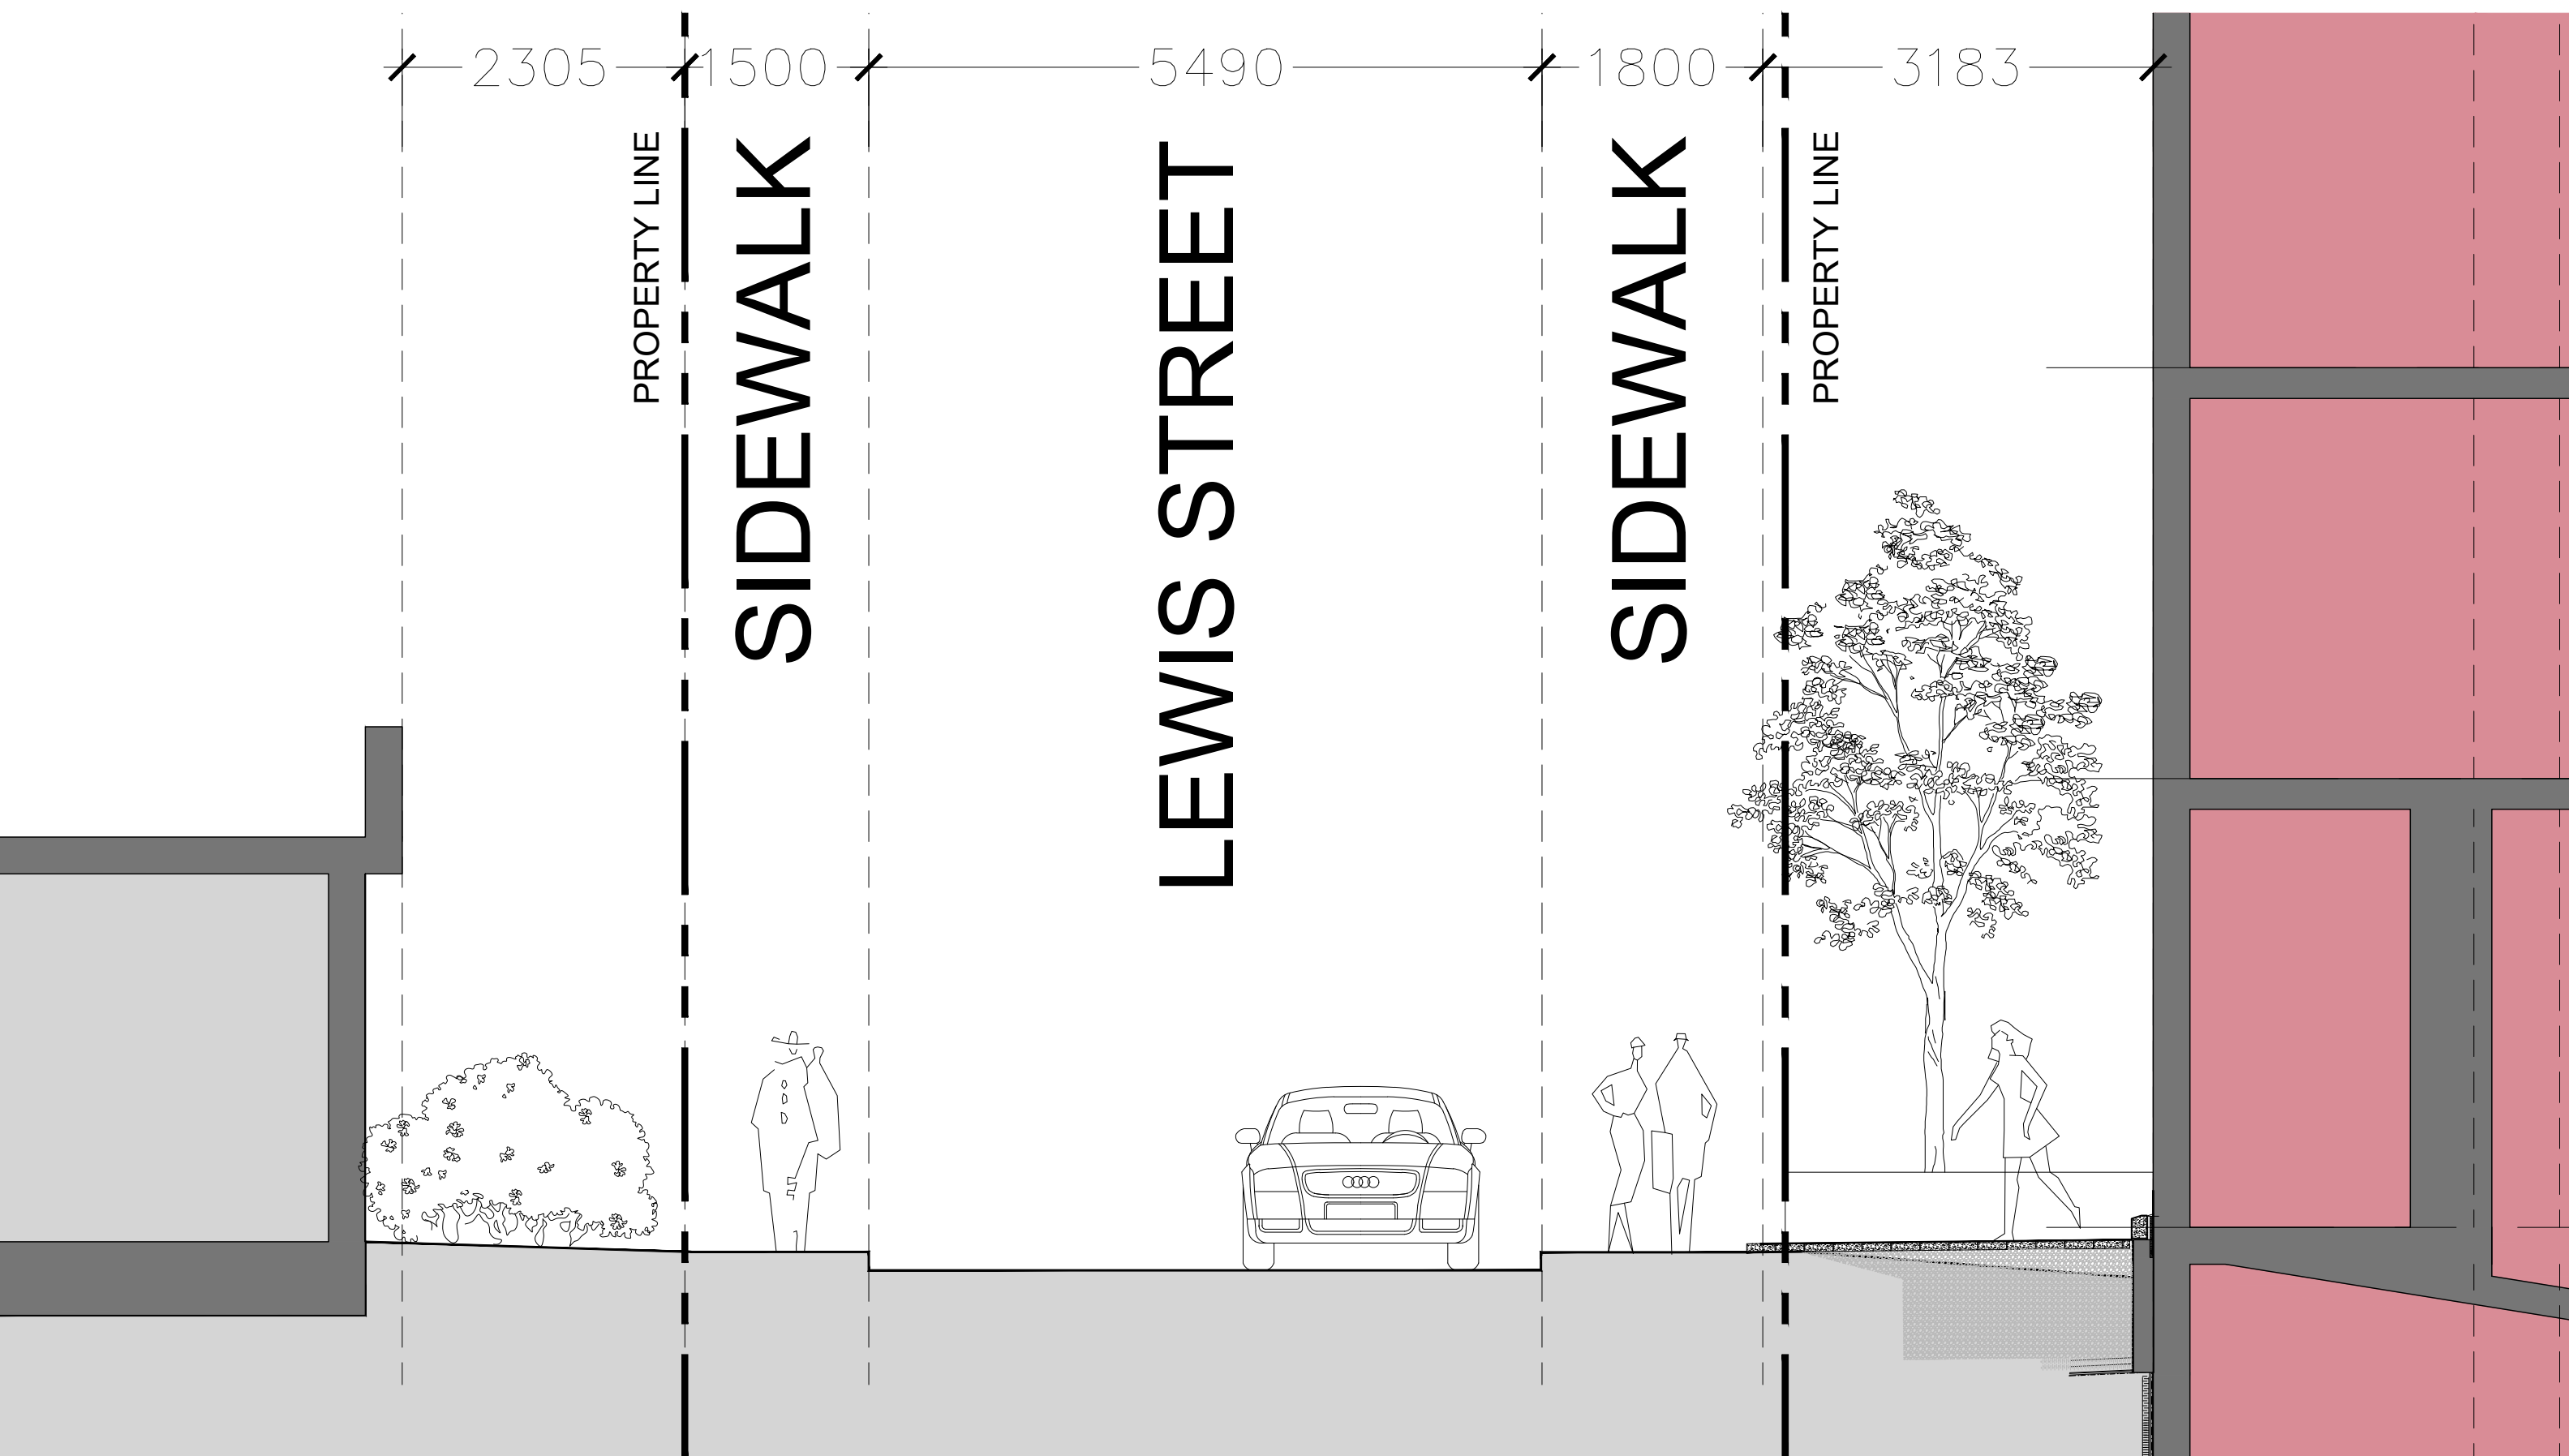 2305 1500 5490 1800 3183
PROPERTY LINE
SIDEWALK
LEWIS STREET
SIDEWALK
PROPERTY LINE